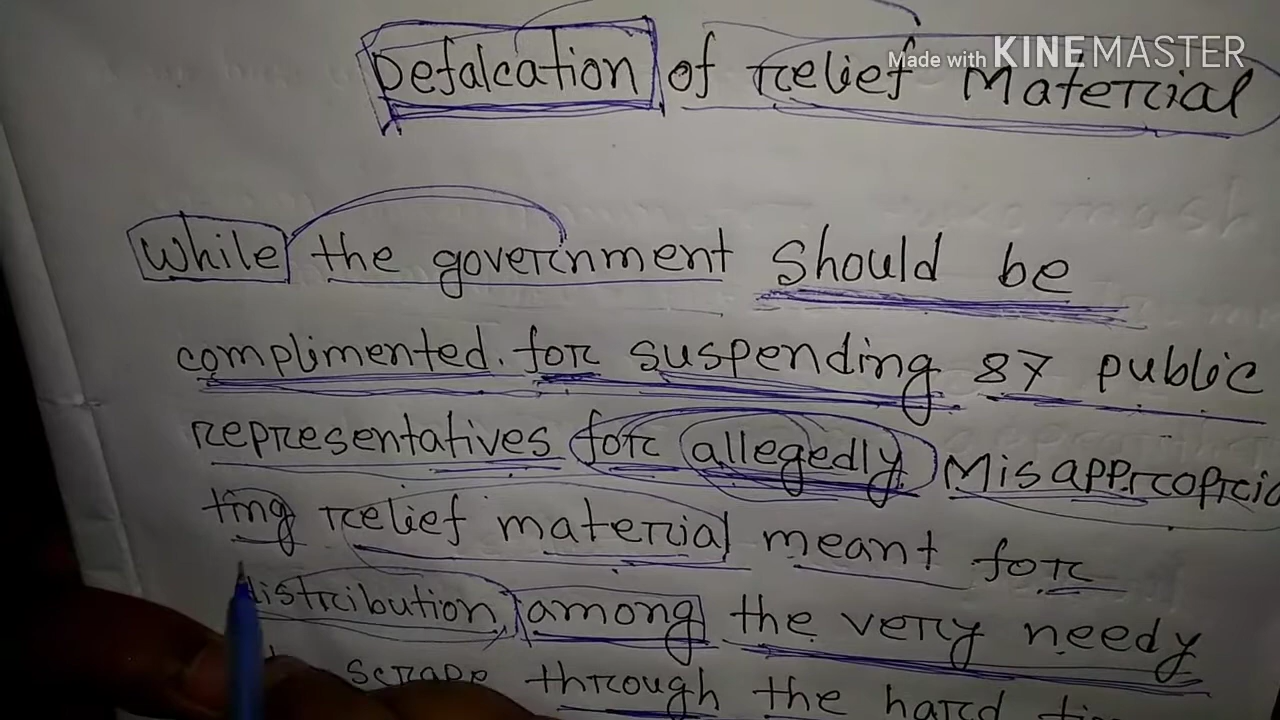 Made with KINEMASTER
Defalcation of relief Material
While the government should be
complimented for suspending 87 public
representatives for allegedly Misappropria
ting relief material meant for
distribution among the very needy
scrape through the hard